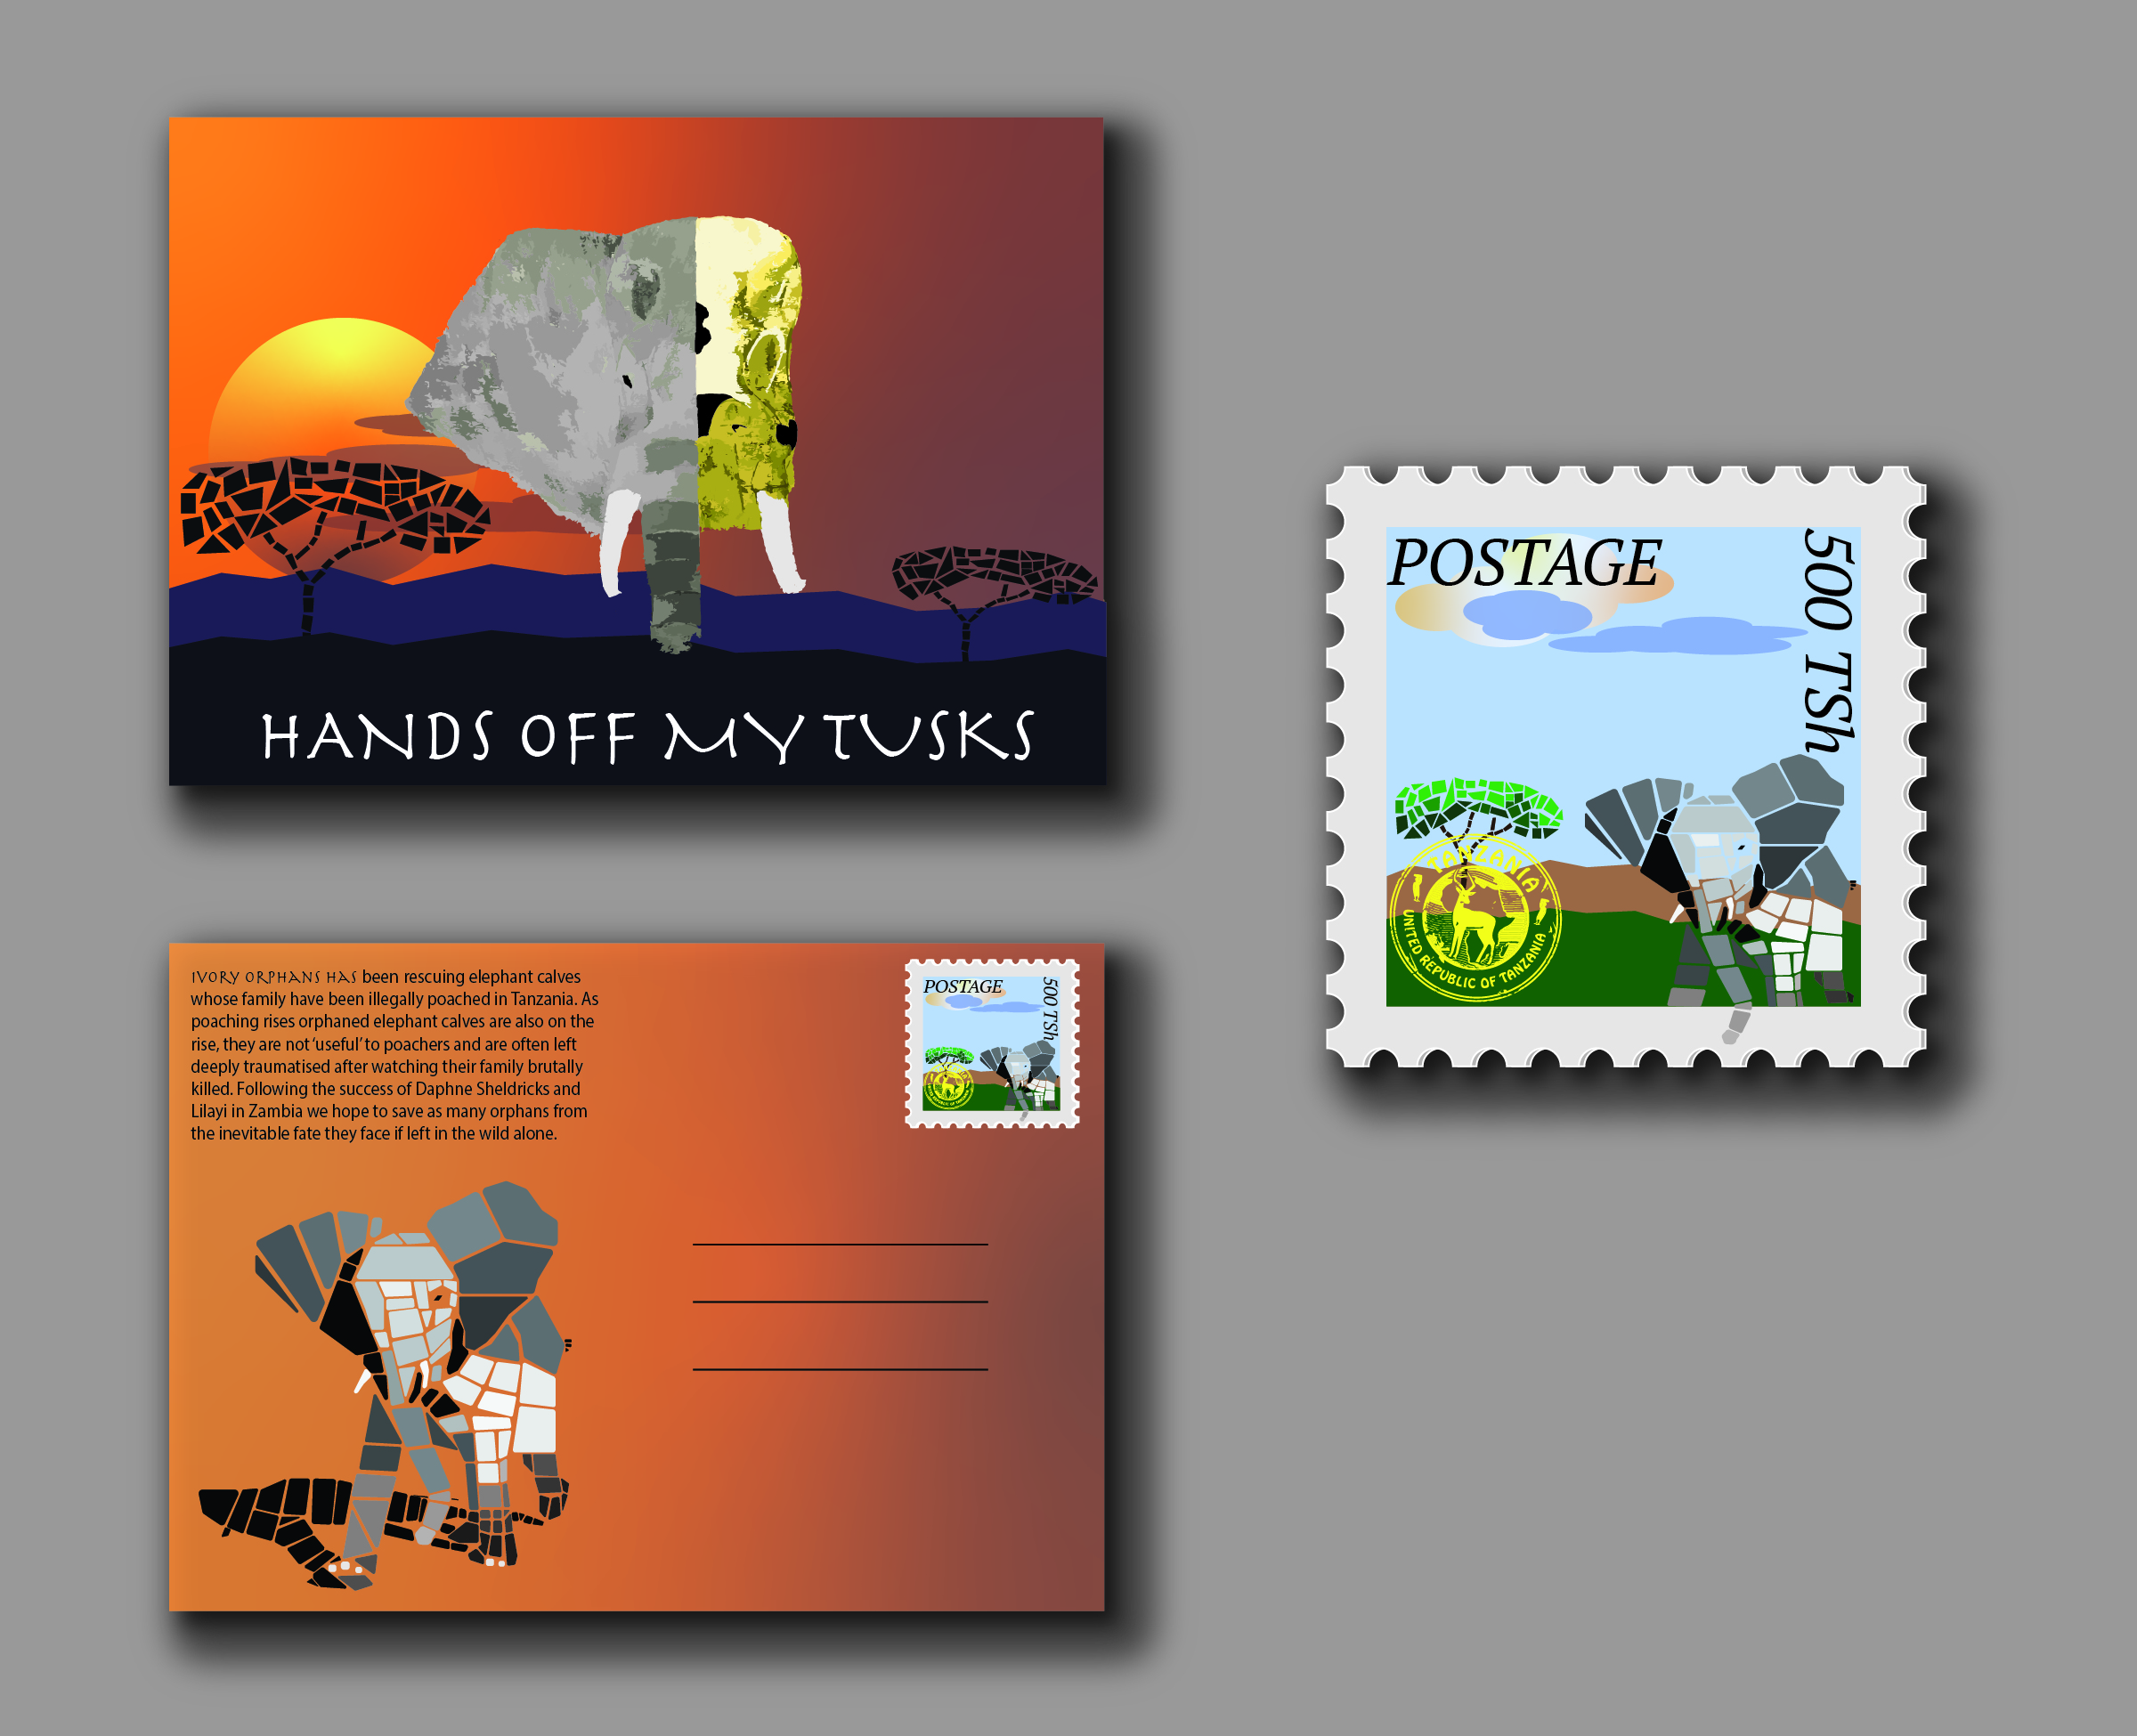 HANDS OFF MY TUSKS
IVORY ORPHANS HAS been rescuing elephant calves
whose family have been illegally poached in Tanzania. As
poaching rises orphaned elephant calves are also on the
rise, they are not 'useful' to poachers and are often left
deeply traumatised after watching their family brutally
killed. Following the success of Daphne Sheldricks and
Lilayi in Zambia we hope to save as many orphans from
the inevitable fate they face if left in the wild alone.
POSTAGE
500 TSh
POSTAGE
500 TSh
TANZANIA
UNITED REPUBLIC OF TANZANIA